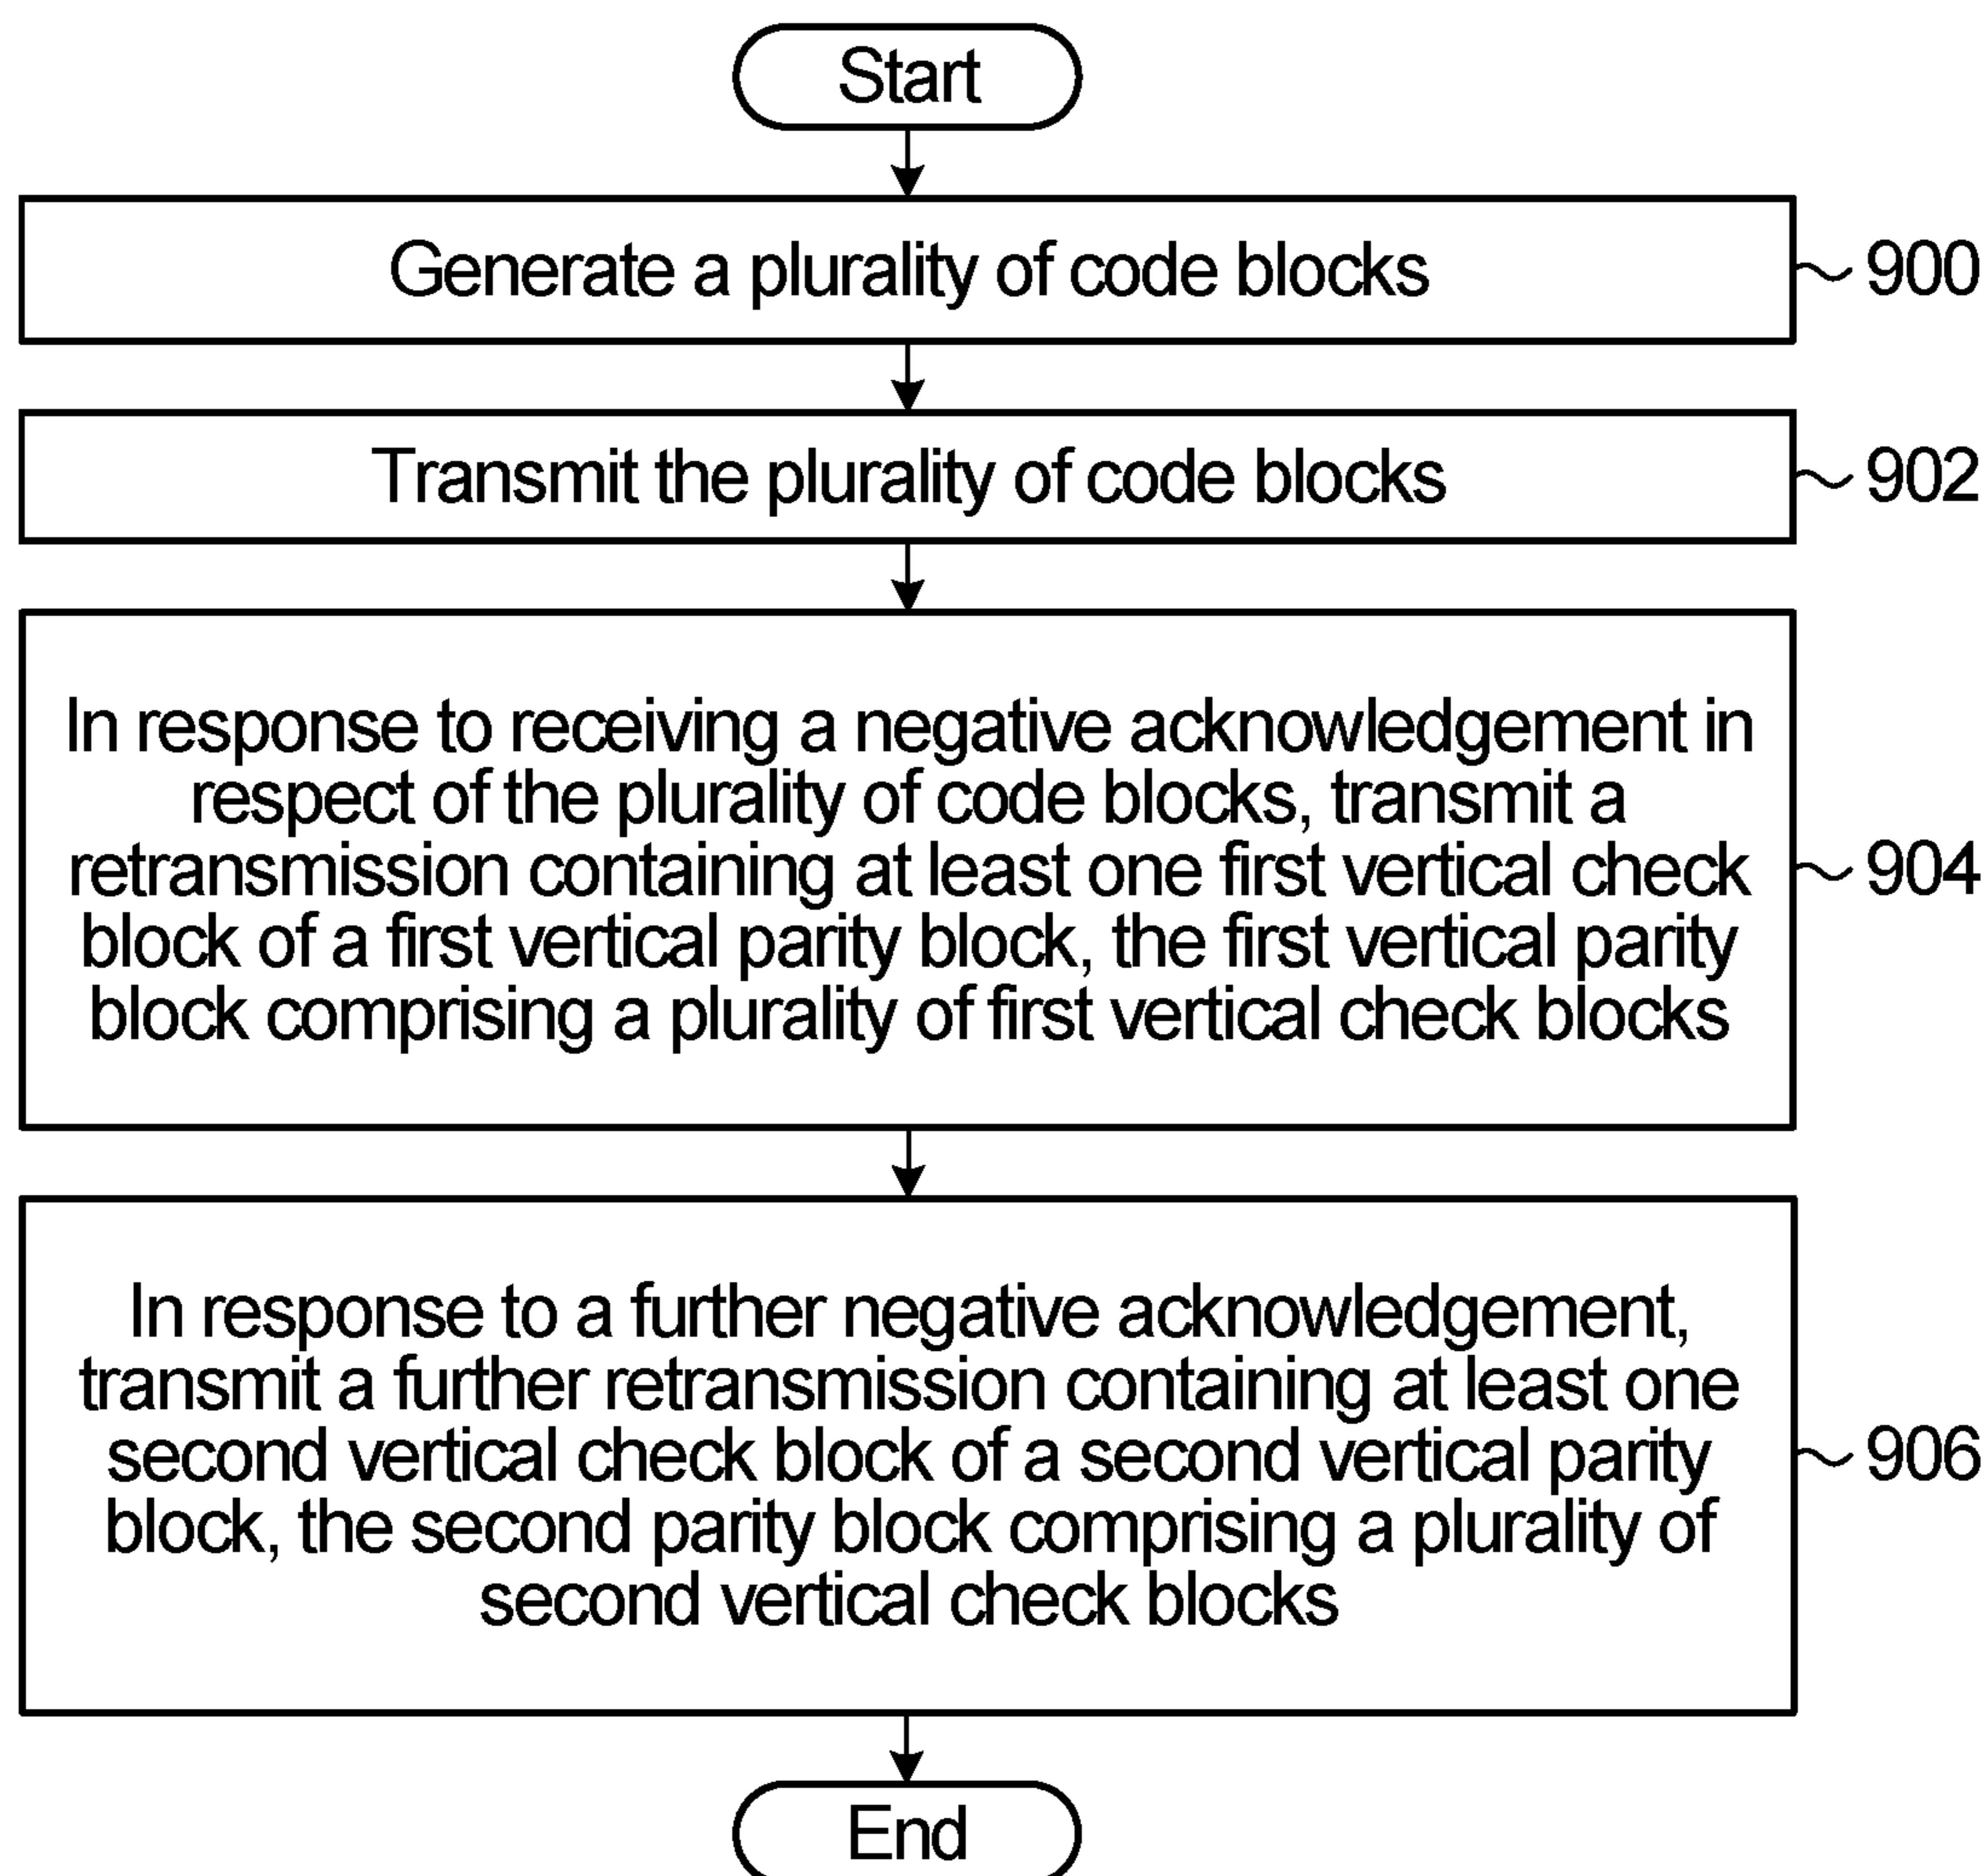 Start
Generate a plurality of code blocks
900
Transmit the plurality of code blocks
902
In response to receiving a negative acknowledgement in
respect of the plurality of code blocks, transmit a
retransmission containing at least one first vertical check
block of a first vertical parity block, the first vertical parity
block comprising a plurality of first vertical check blocks
904
In response to a further negative acknowledgement,
transmit a further retransmission containing at least one
second vertical check block of a second vertical parity
block, the second parity block comprising a plurality of
second vertical check blocks
906
End